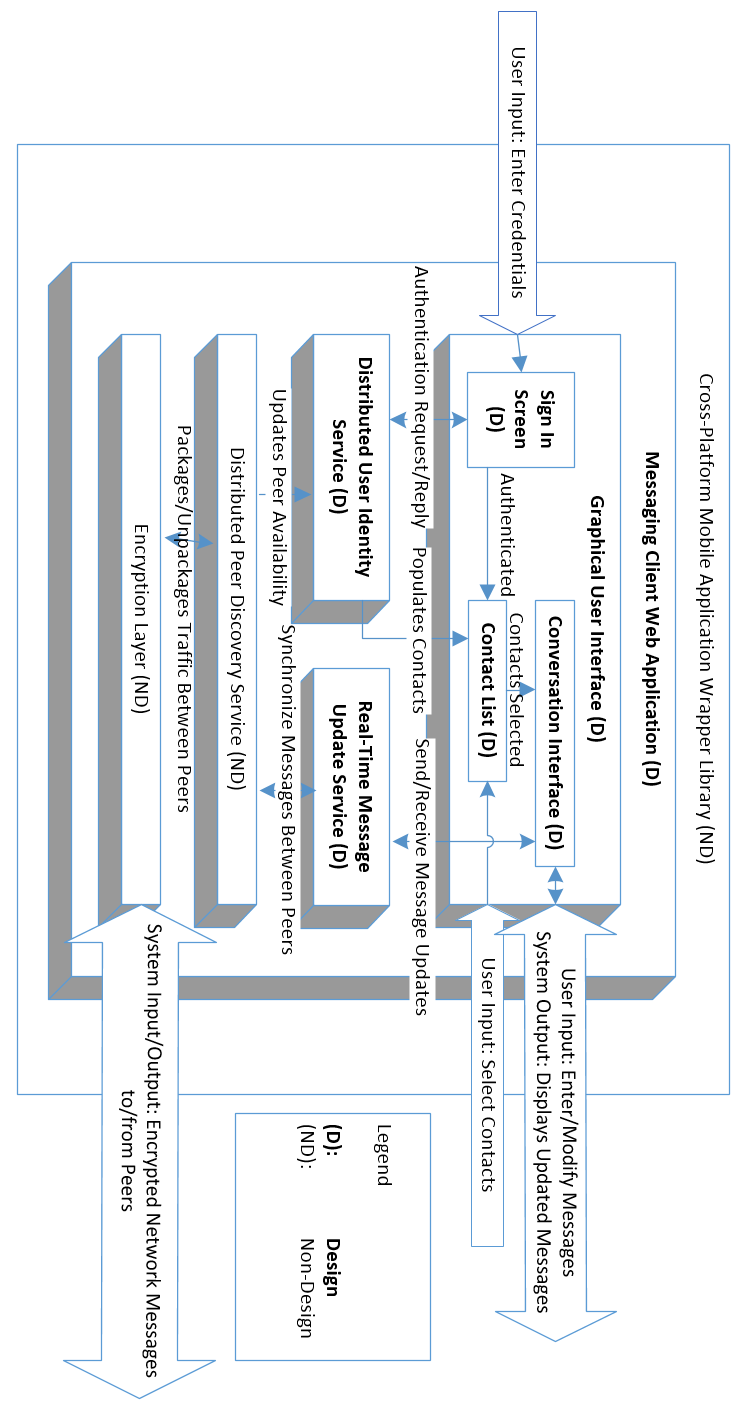 Cross-Platform Mobile Application Wrapper Library (ND)
Messaging Client Web Application (D)
Graphical User Interface (D)
User Input: Enter Credentials
Sign In
Screen
(D)
Authenticated
Conversation Interface (D)
Contacts Selected
Contact List (D)
User Input: Enter/Modify Messages
System Output: Displays Updated Messages
User Input: Select Contacts
Authentication Request/Reply
Populates Contacts
Send/Receive Message Updates
Distributed User Identity
Service (D)
Real-Time Message
Update Service (D)
Updates Peer Availability
Synchronize Messages Between Peers
Distributed Peer Discovery Service (ND)
Packages/Unpackages Traffic Between Peers
Encryption Layer (ND)
System Input/Output: Encrypted Network Messages
to/from Peers
Legend
(D): Design
(ND): Non-Design